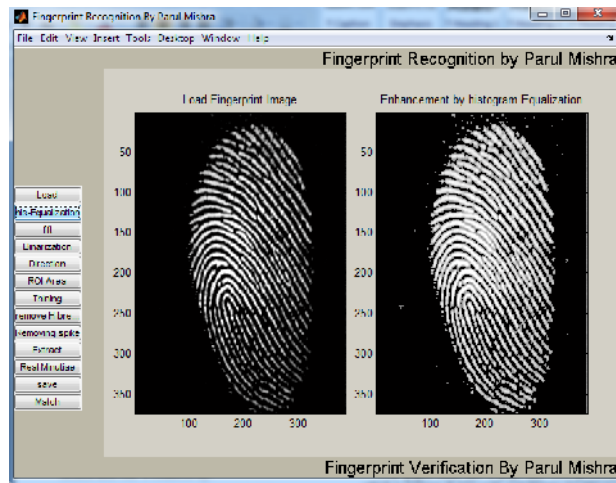 Fingerprint Recognition By Parul Mishra
File Edit View Insert Tools Desktop Window Help
Fingerprint Recognition by Parul Mishra
Load Fingerprint Image
Enhancement by histogram Equalization
50
100
150
200
250
300
350
100 200 300
50
100
150
200
250
300
350
100 200 300
Load
his-Equalization
fft
Binarization
Direction
ROI Area
Thining
remove H bre
Removing spike
Extract
Real Minutiae
save
Match
Fingerprint Verification By Parul Mishra